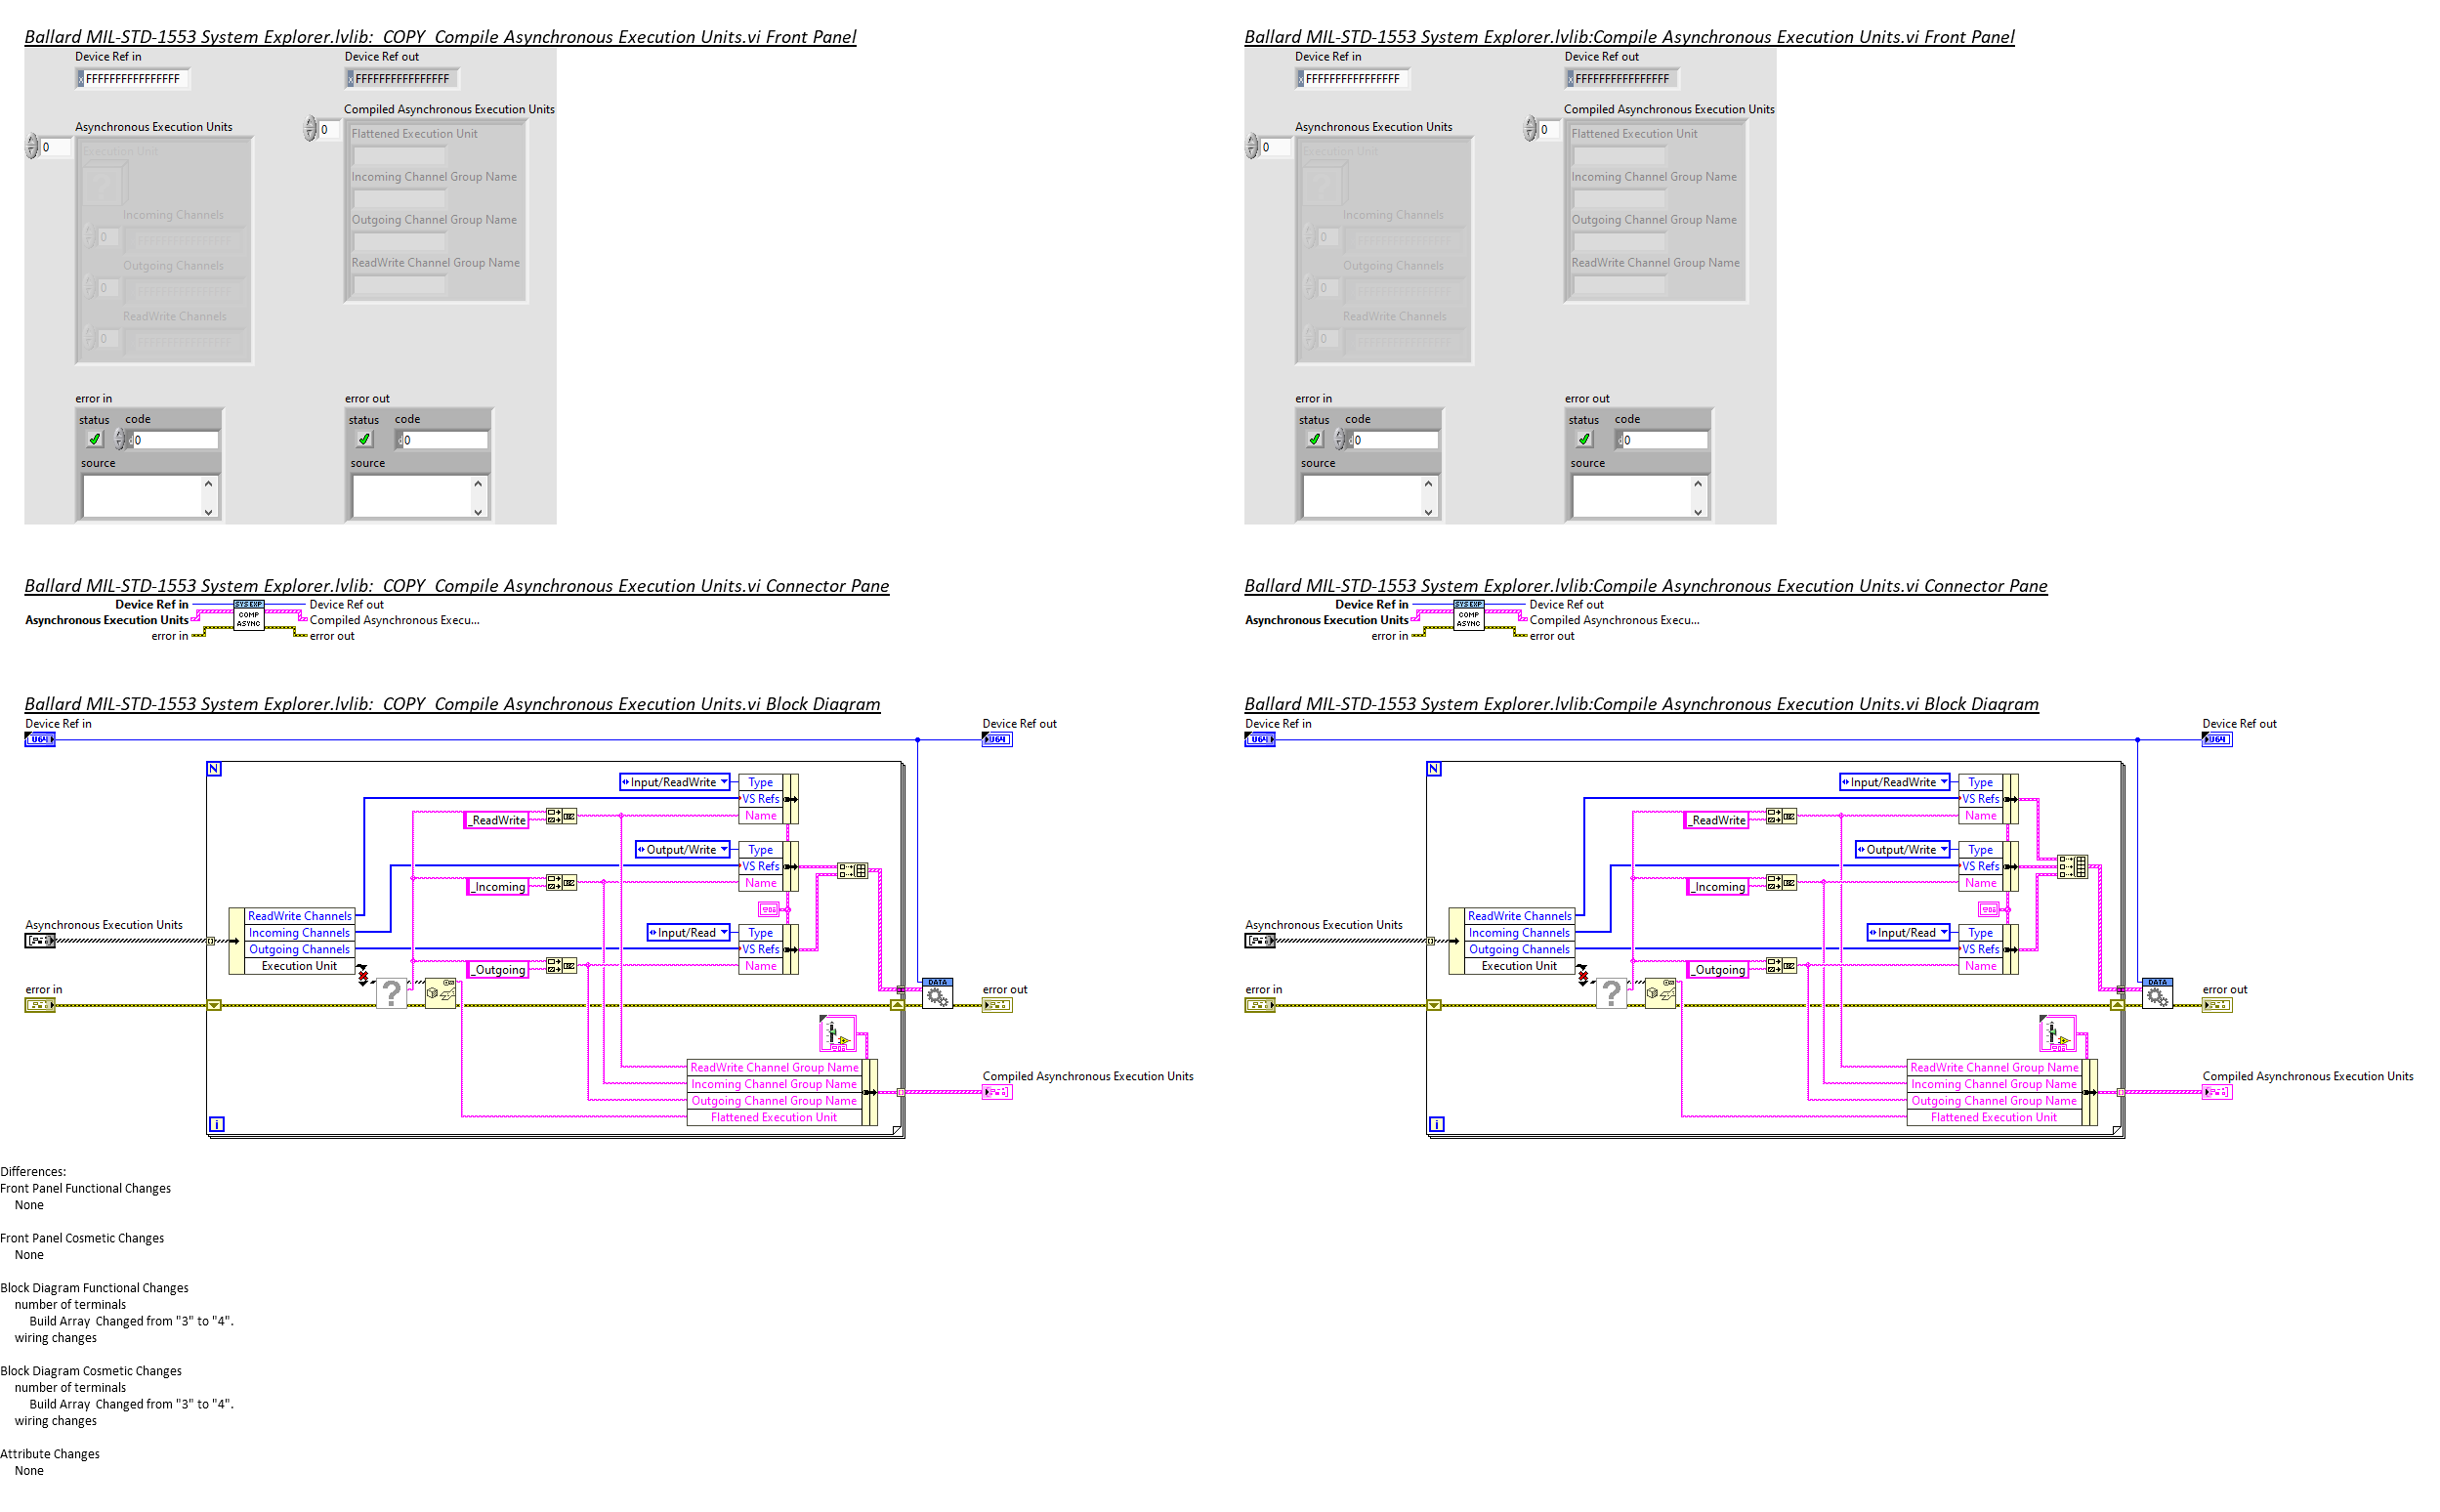 Ballard MIL-STD-1553 System Explorer.lvlib:  COPY  Compile Asynchronous Execution Units.vi Front Panel
Device Ref in
Device Ref out
x FFFFFFFFFFFFFFFF
x FFFFFFFFFFFFFFFF
Compiled Asynchronous Execution Units
Asynchronous Execution Units
0
Flattened Execution Unit
0
Execution Unit
Incoming Channel Group Name
Incoming Channels
Outgoing Channel Group Name
0
FFFFFFFFFFFFFFFF
Outgoing Channels
ReadWrite Channel Group Name
0
FFFFFFFFFFFFFFFF
ReadWrite Channels
0
FFFFFFFFFFFFFFFF
error in
error out
status code
status code
d 0
d 0
source
source
Ballard MIL-STD-1553 System Explorer.lvlib:Compile Asynchronous Execution Units.vi Front Panel
Device Ref in
Device Ref out
x FFFFFFFFFFFFFFFF
x FFFFFFFFFFFFFFFF
Compiled Asynchronous Execution Units
Asynchronous Execution Units
0
Flattened Execution Unit
0
Execution Unit
Incoming Channel Group Name
Incoming Channels
Outgoing Channel Group Name
0
FFFFFFFFFFFFFFFF
Outgoing Channels
ReadWrite Channel Group Name
0
FFFFFFFFFFFFFFFF
ReadWrite Channels
0
FFFFFFFFFFFFFFFF
error in
error out
status code
status code
d 0
d 0
source
source
Ballard MIL-STD-1553 System Explorer.lvlib:  COPY  Compile Asynchronous Execution Units.vi Connector Pane
Device Ref in
SYS EXP
Device Ref out
Asynchronous Execution Units
COMP
ASYNC
Compiled Asynchronous Execu...
error in
error out
Ballard MIL-STD-1553 System Explorer.lvlib:Compile Asynchronous Execution Units.vi Connector Pane
Device Ref in
SYS EXP
Device Ref out
Asynchronous Execution Units
COMP
ASYNC
Compiled Asynchronous Execu...
error in
error out
Ballard MIL-STD-1553 System Explorer.lvlib:  COPY  Compile Asynchronous Execution Units.vi Block Diagram
Device Ref in
Device Ref out
U64
U64
N
Input/ReadWrite
Type
VS Refs
_ReadWrite
Name
Output/Write
Type
VS Refs
_Incoming
Name
ReadWrite Channels
Asynchronous Execution Units
Incoming Channels
Input/Read
Type
Outgoing Channels
VS Refs
Execution Unit
_Outgoing
Name
?
DATA
error in
error out
ReadWrite Channel Group Name
Compiled Asynchronous Execution Units
Incoming Channel Group Name
Outgoing Channel Group Name
Flattened Execution Unit
i
Ballard MIL-STD-1553 System Explorer.lvlib:Compile Asynchronous Execution Units.vi Block Diagram
Device Ref in
Device Ref out
U64
U64
N
Input/ReadWrite
Type
VS Refs
_ReadWrite
Name
Output/Write
Type
VS Refs
_Incoming
Name
ReadWrite Channels
Asynchronous Execution Units
Incoming Channels
Input/Read
Type
Outgoing Channels
VS Refs
Execution Unit
_Outgoing
Name
?
DATA
error in
error out
ReadWrite Channel Group Name
Compiled Asynchronous Execution Units
Incoming Channel Group Name
Outgoing Channel Group Name
Flattened Execution Unit
i
Differences:
Front Panel Functional Changes
None
Front Panel Cosmetic Changes
None
Block Diagram Functional Changes
number of terminals
Build Array  Changed from "3" to "4".
wiring changes
Block Diagram Cosmetic Changes
number of terminals
Build Array  Changed from "3" to "4".
wiring changes
Attribute Changes
None